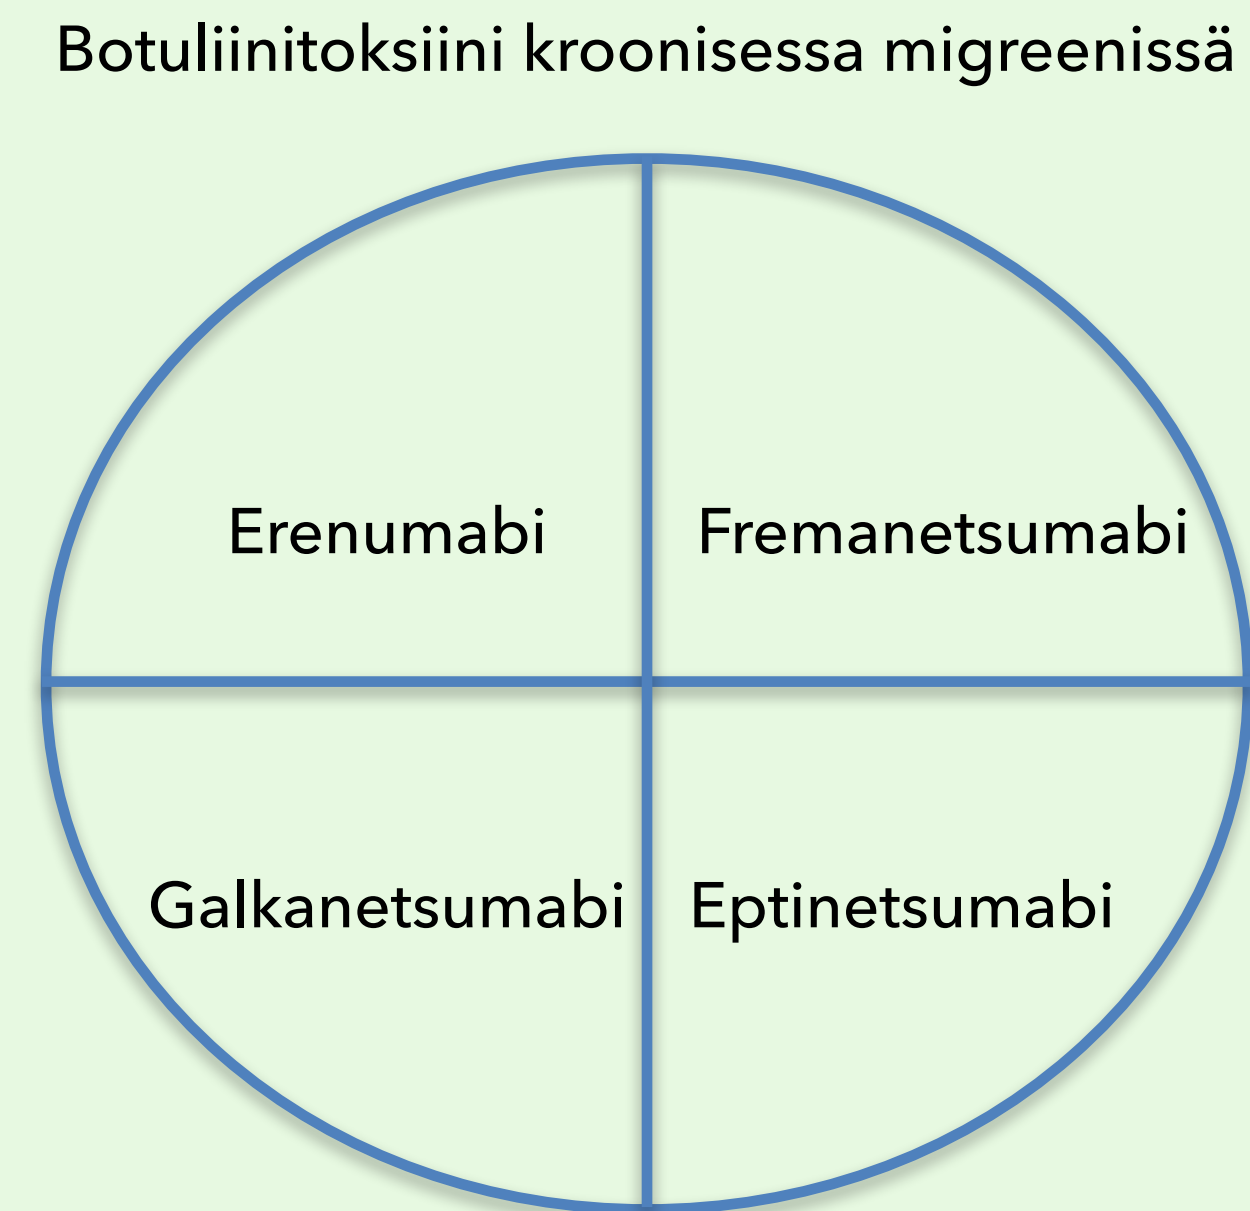 Botuliinitoksiini kroonisessa migreenissä
Erenumabi
Fremanetsumabi
Galkanetsumabi
Eptinetsumabi